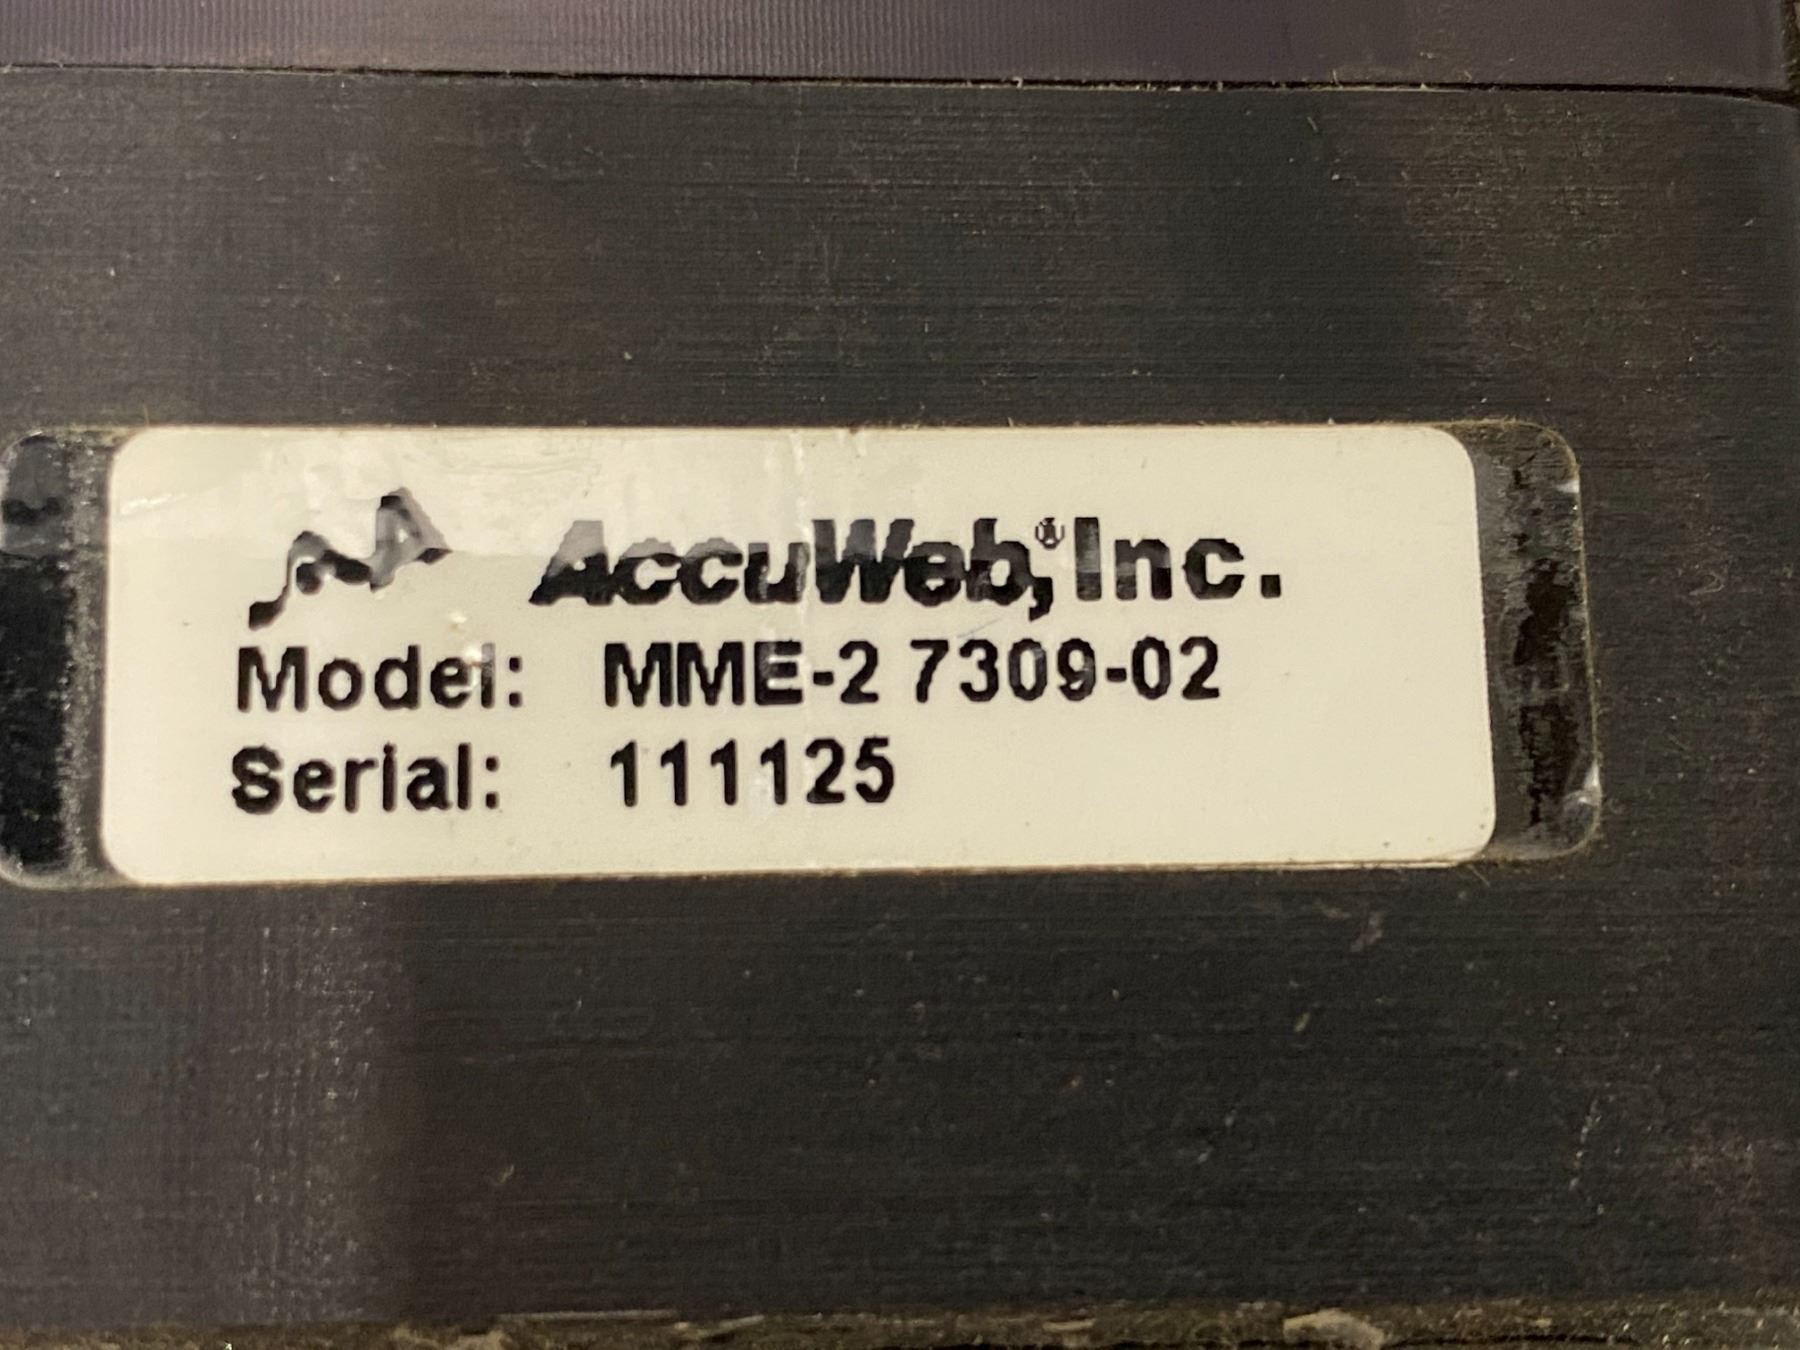 AccuWeb,® Inc.
Model: MME-2 7309-02
Serial: 111125